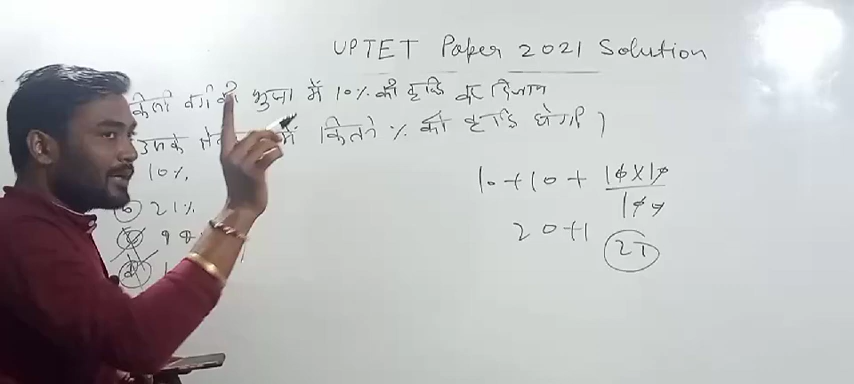 UPTET Paper 2021 Solution
किसी वर्ग की भुजा में 10% की वृद्धि कर दि जाय
उसके में कितने % की वृद्धि होगी ?
10%
21%
10+10+ 10×10/100
20+1
21